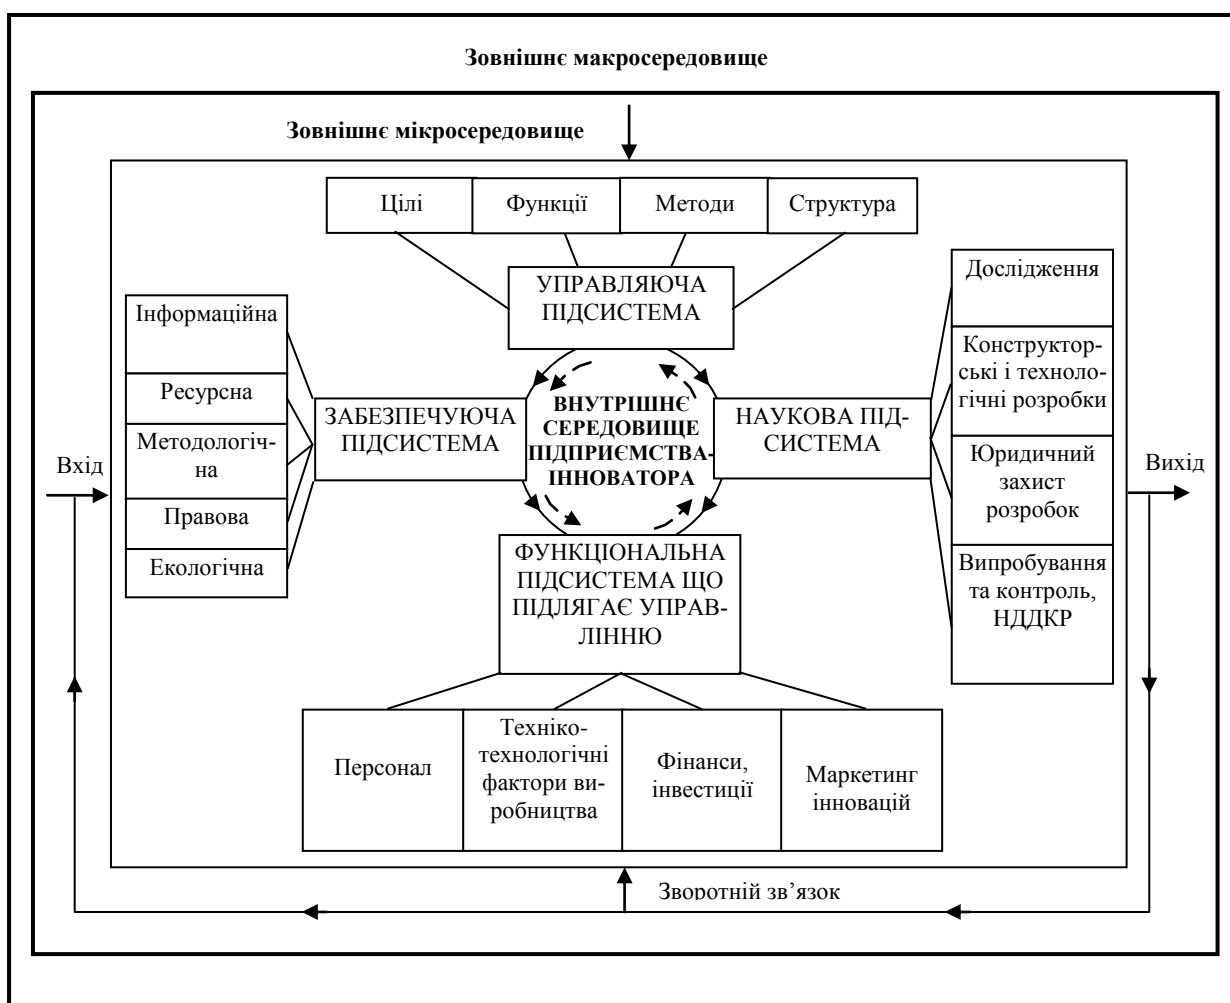 Зовнішнє макросередовище
Зовнішнє мікросередовище
Цілі
Функції
Методи
Структура
УПРАВЛЯЮЧА
ПІДСИСТЕМА
Інформаційна
Ресурсна
Методологіч-
на
Правова
Екологічна
ЗАБЕЗПЕЧУЮЧА
ПІДСИСТЕМА
ВНУТРІШНЄ
СЕРЕДОВИЩЕ
ПІДПРИЄМСТВА-
ІННОВАТОРА
НАУКОВА ПІД-
СИСТЕМА
Дослідження
Конструктор-
ські і техноло-
гічні розробки
Юридичний
захист
розробок
Випробування
та контроль,
НДДКР
Вхід
Вихід
ФУНКЦІОНАЛЬНА
ПІДСИСТЕМА ЩО
ПІДЛЯГАЄ УПРАВ-
ЛІННЮ
Персонал
Техніко-
технологічні
фактори ви-
робництва
Фінанси,
інвестиції
Маркетинг
інновацій
Зворотній зв’язок